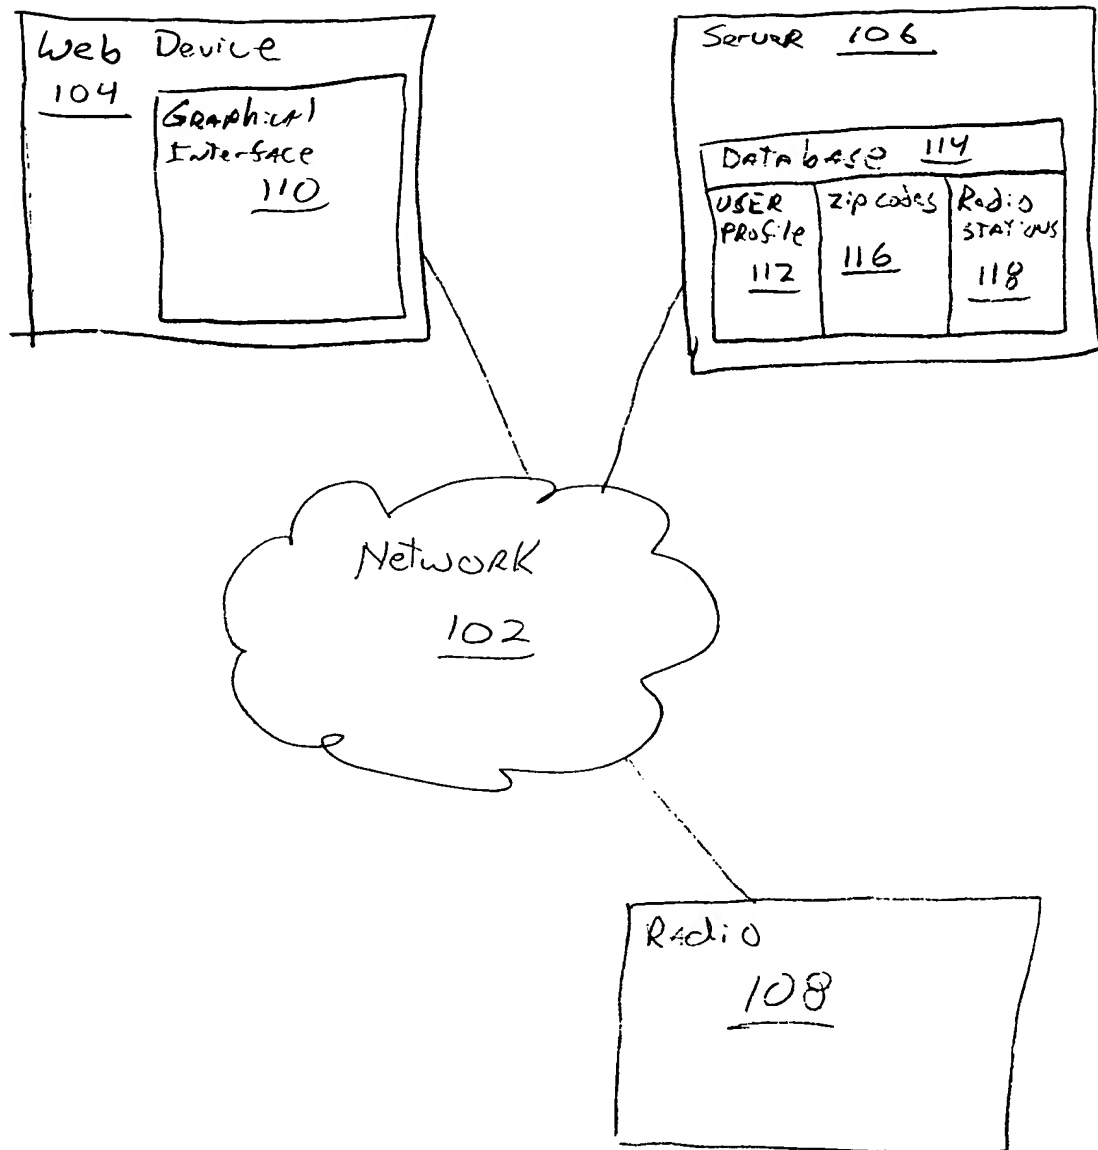 Web Device
104
Graphical
Interface
110
Server 106
Database 114
USER
PROfile
112
Zip codes
116
Radio
STATIONS
118
NetwORK
102
RAdiO
108